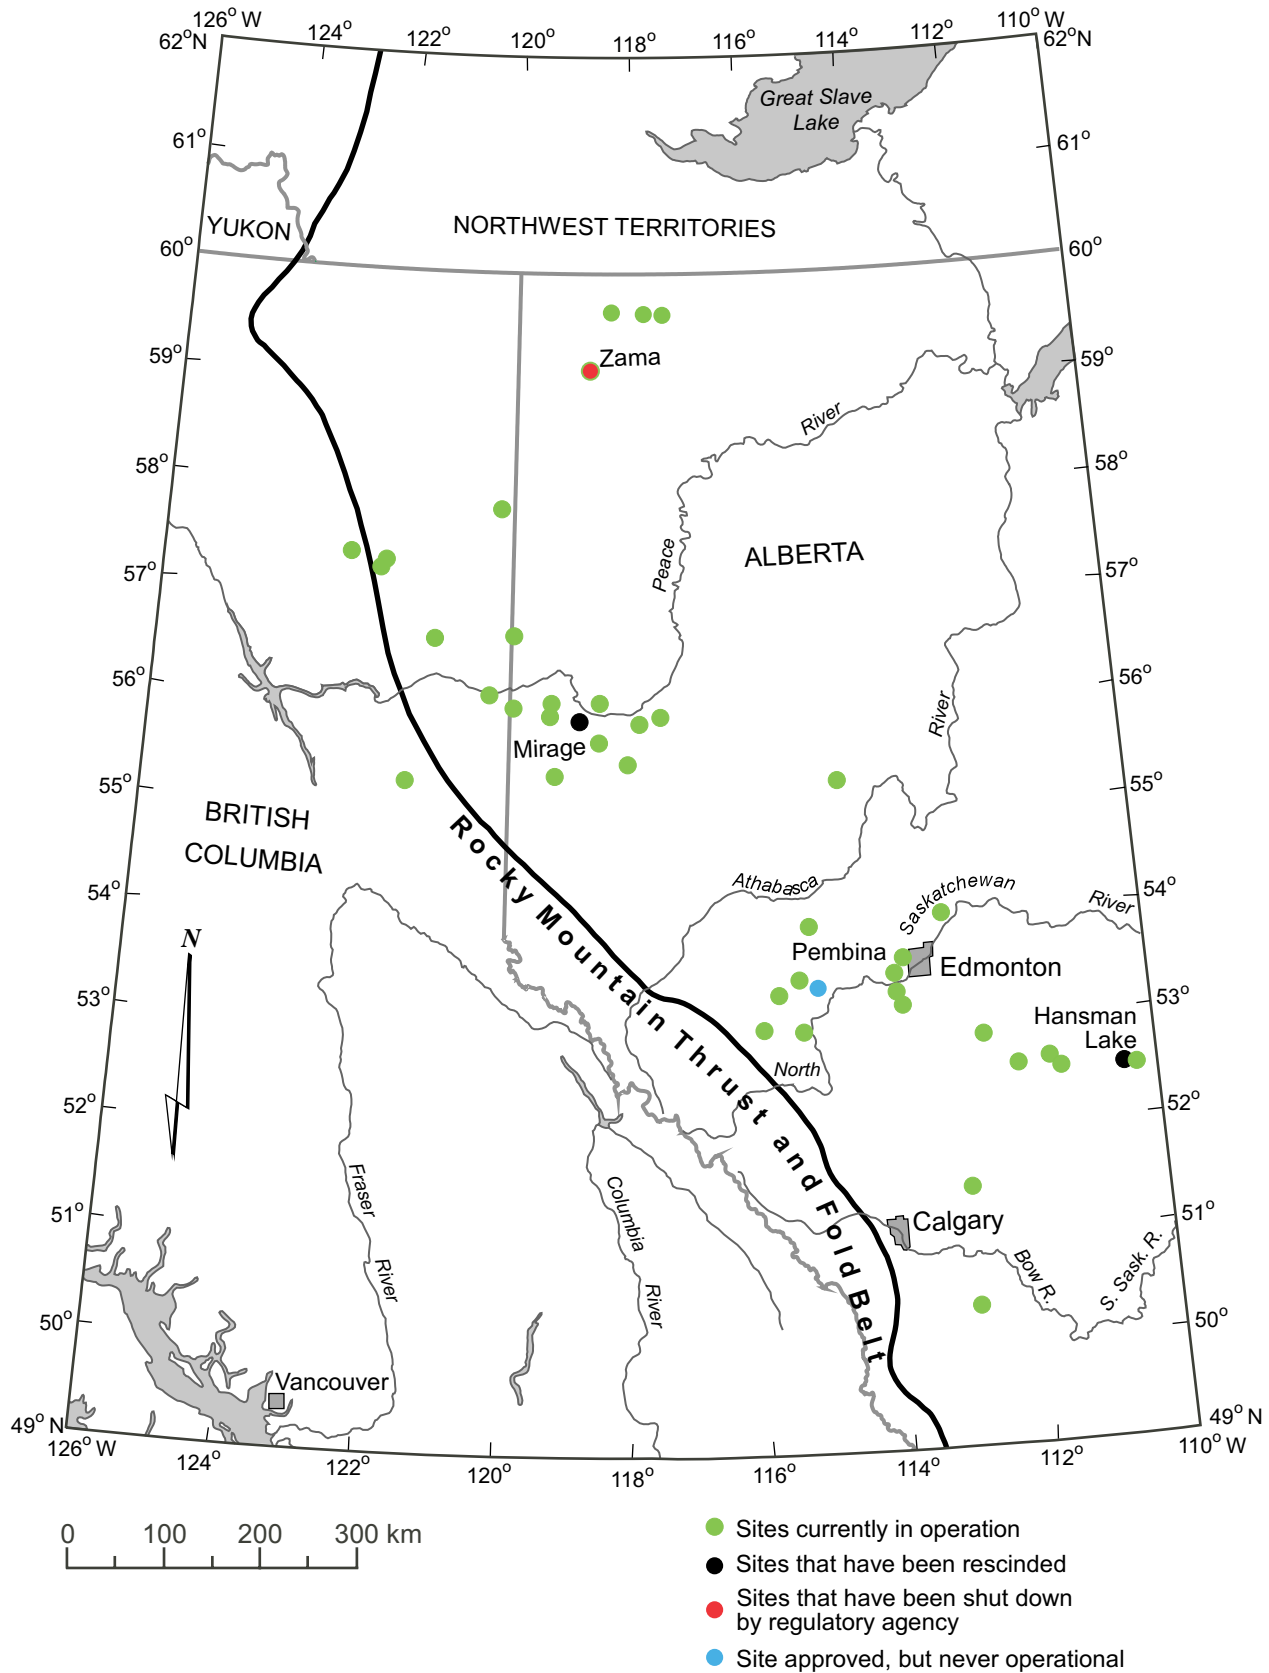 126° W
124°
122°
120°
118°
116°
114°
112°
110° W
62°N
62°N
Great Slave
Lake
61°
61°
YUKON
NORTHWEST TERRITORIES
60°
60°
59°
Zama
59°
River
58°
58°
Peace
ALBERTA
57°
57°
56°
56°
River
Mirage
55°
55°
BRITISH
COLUMBIA
Rocky Mountain Thrust and Fold Belt
54°
Athabasca
Saskatchewan
River
54°
N
Pembina
Edmonton
53°
53°
Hansman
Lake
North
52°
52°
Fraser
River
Columbia
River
51°
Calgary
51°
Bow R.
S. Sask. R.
50°
50°
Vancouver
49° N
49° N
126° W
124°
122°
120°
118°
116°
114°
112°
110° W
0 100 200 300 km
Sites currently in operation
Sites that have been rescinded
Sites that have been shut down
by regulatory agency
Site approved, but never operational